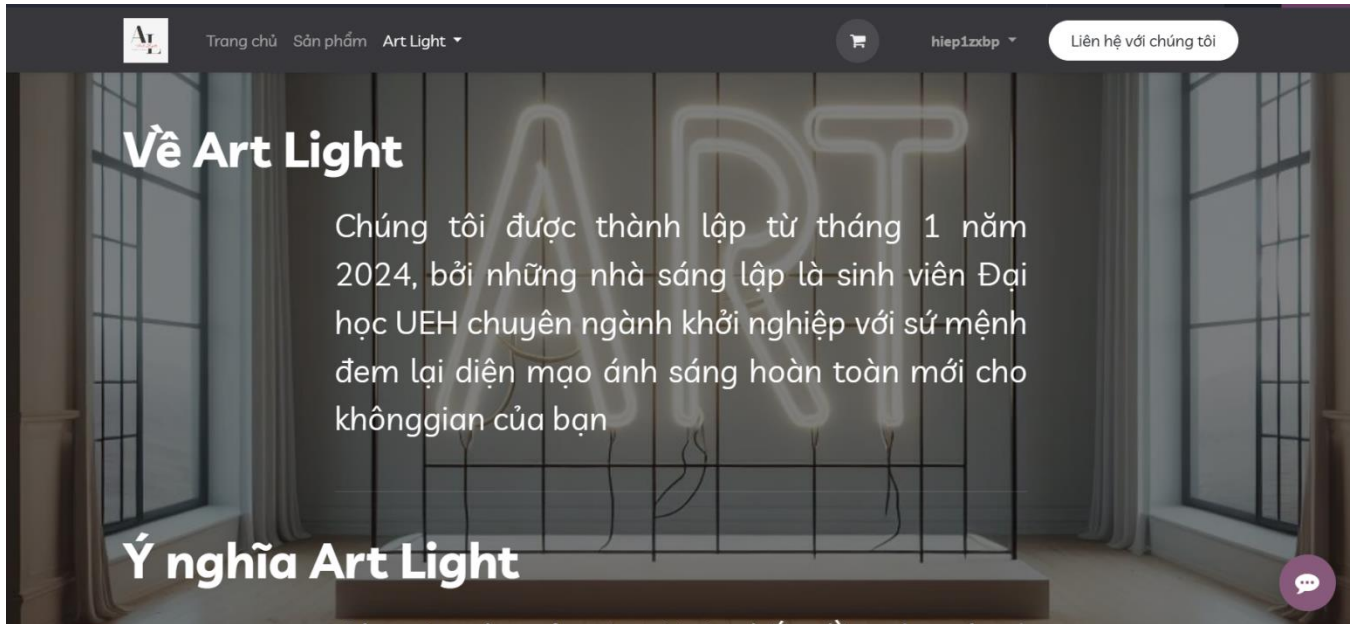 AL
Trang chủ Sản phẩm Art Light hiep1zxbp Liên hệ với chúng tôi
ART
Về Art Light
Chúng tôi được thành lập từ tháng 1 năm
2024, bởi những nhà sáng lập là sinh viên Đại
học UEH chuyên ngành khởi nghiệp với sứ mệnh
đem lại diện mạo ánh sáng hoàn toàn mới cho
khônggian của bạn
Ý nghĩa Art Light